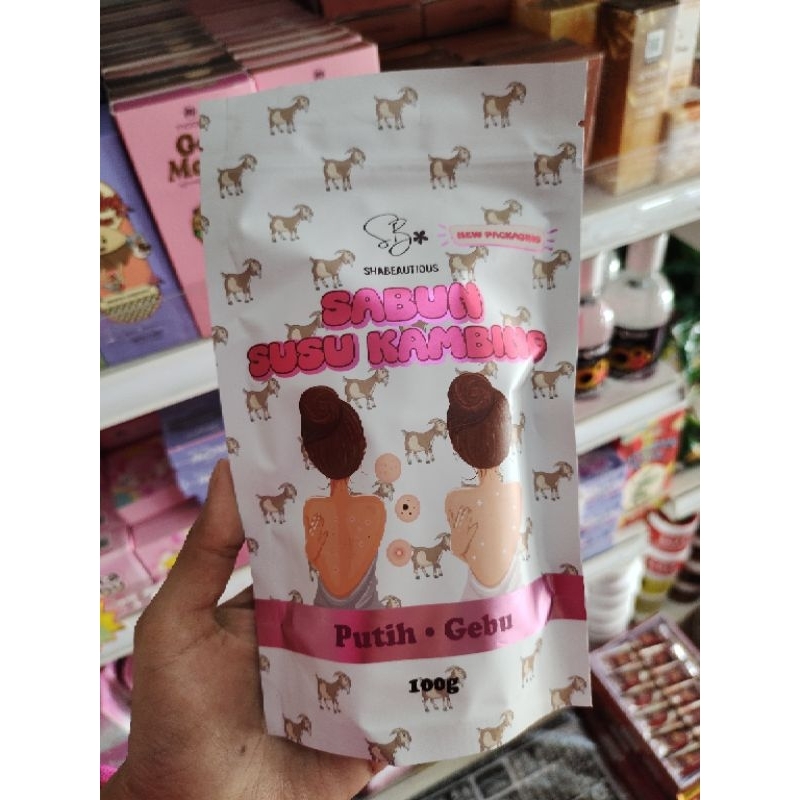 SB*
NEW PACKAGING
SHABEAUTIOUS
SABUN
SUSU KAMBING
Putih • Gebu
100g